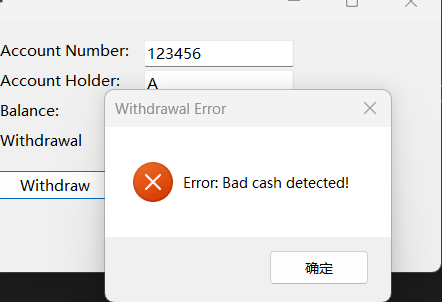 Account Number: 123456
Account Holder: A
Balance:
Withdrawal
Withdraw
Withdrawal Error
Error: Bad cash detected!
确定